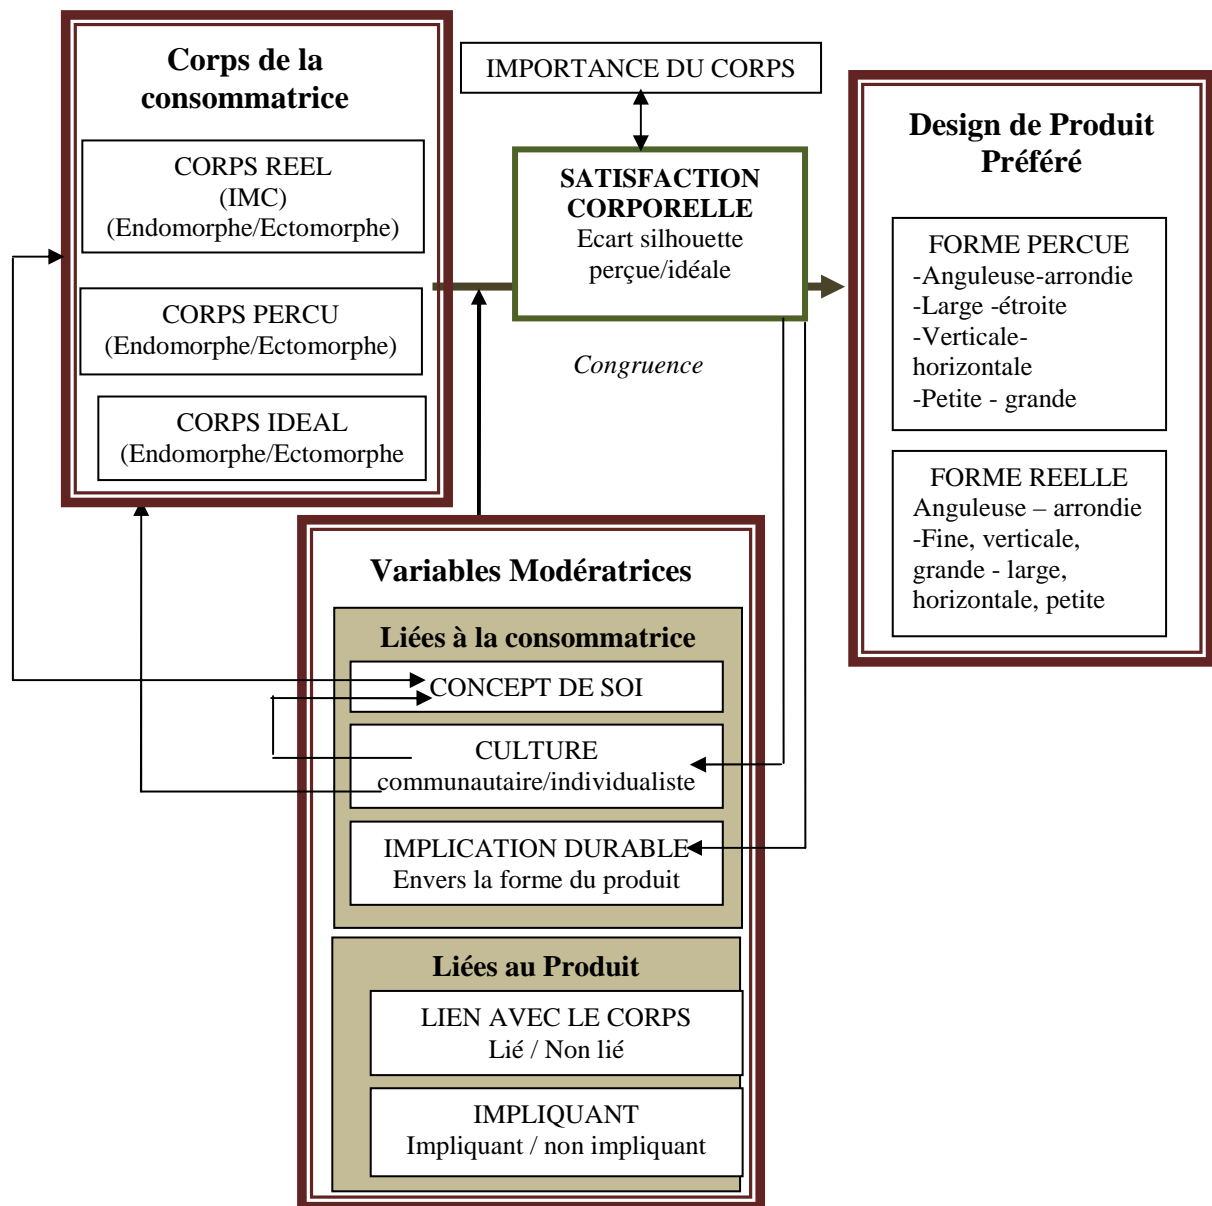 Corps de la
consommatrice
CORPS REEL
(IMC)
(Endomorphe/Ectomorphe)
CORPS PERCU
(Endomorphe/Ectomorphe)
CORPS IDEAL
(Endomorphe/Ectomorphe
IMPORTANCE DU CORPS
SATISFACTION
CORPORELLE
Ecart silhouette
perçue/idéale
Congruence
Design de Produit
Préféré
FORME PERCUE
-Anguleuse-arrondie
-Large -étroite
-Verticale-
horizontale
-Petite - grande
FORME REELLE
Anguleuse – arrondie
-Fine, verticale,
grande - large,
horizontale, petite
Variables Modératrices
Liées à la consommatrice
CONCEPT DE SOI
CULTURE
communautaire/individualiste
IMPLICATION DURABLE
Envers la forme du produit
Liées au Produit
LIEN AVEC LE CORPS
Lié / Non lié
IMPLIQUANT
Impliquant / non impliquant